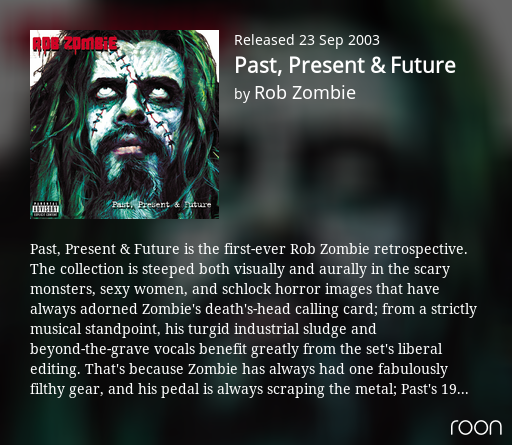 ROB ZOMBIE
Released 23 Sep 2003
Past, Present & Future
by Rob Zombie
PARENTAL
ADVISORY
EXPLICIT CONTENT
Past, Present & Future
Past, Present & Future is the first-ever Rob Zombie retrospective.
The collection is steeped both visually and aurally in the scary
monsters, sexy women, and schlock horror images that have
always adorned Zombie's death's-head calling card; from a strictly
musical standpoint, his turgid industrial sludge and
beyond-the-grave vocals benefit greatly from the set's liberal
editing. That's because Zombie has always had one fabulously
filthy gear, and his pedal is always scraping the metal; Past's 19...
roon